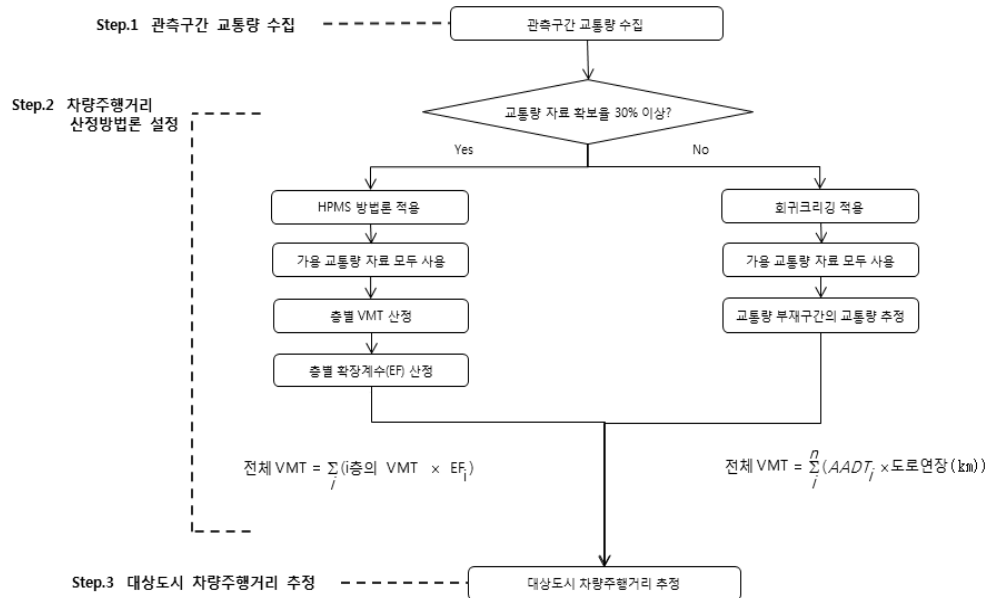 Step.1 관측구간 교통량 수집
관측구간 교통량 수집
Step.2 차량주행거리
산정방법론 설정
교통량 자료 확보율 30% 이상?
Yes
No
HPMS 방법론 적용
회귀크리깅 적용
가용 교통량 자료 모두 사용
가용 교통량 자료 모두 사용
층별 VMT 산정
교통량 부재구간의 교통량 추정
층별 확장계수(EF) 산정
전체 VMT = ∑i(i층의 VMT × EFi)
전체 VMT = ∑in(AADTi×도로연장(km))
Step.3 대상도시 차량주행거리 추정
대상도시 차량주행거리 추정